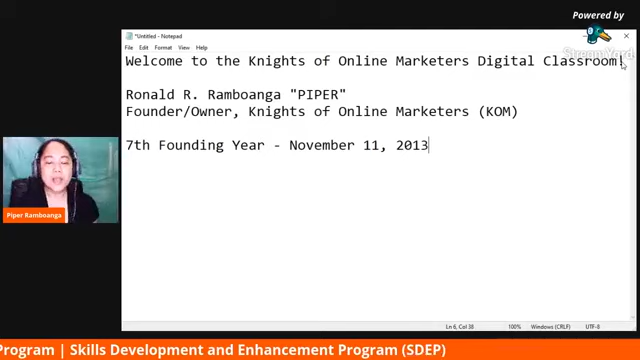 Powered by
StreamYard
*Untitled - Notepad
File Edit Format View Help
Welcome to the Knights of Online Marketers Digital Classroom!
Ronald R. Ramboanga "PIPER"
Founder/Owner, Knights of Online Marketers (KOM)
7th Founding Year - November 11, 2013
Piper Ramboanga
Ln 6, Col 38 100% Windows (CRLF) UTF-8
Program | Skills Development and Enhancement Program (SDEP)